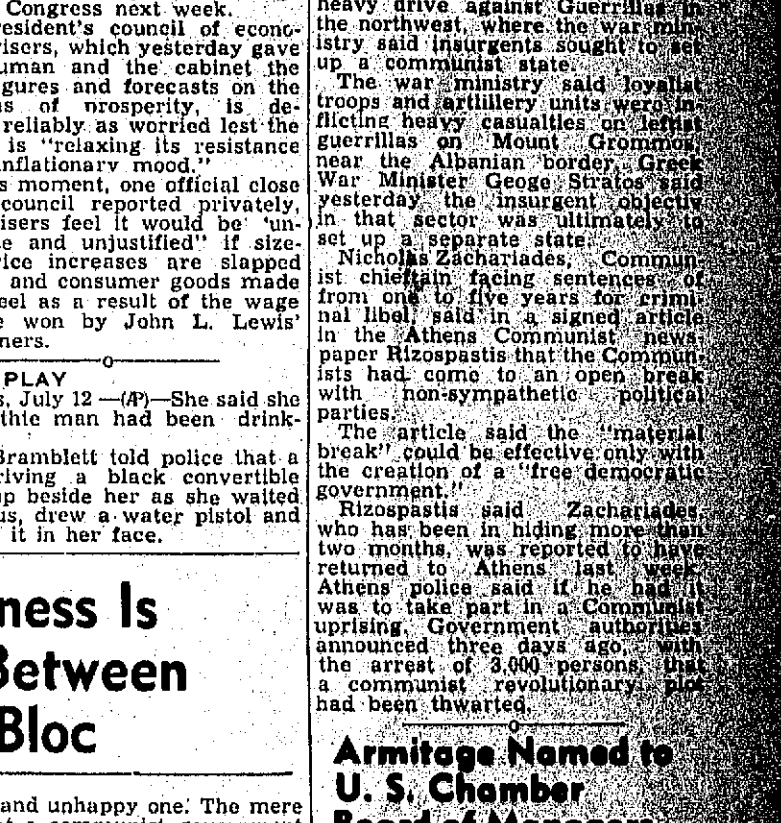 Congress next week.
resident's council of econo-
isers, which yesterday gave
uman and the cabinet the
gures and forecasts on the
s of prosperity, is de-
reliably as worried lest the
is "relaxing its resistance
nflationary mood."
s moment, one official close
council reported privately,
isers feel it would be 'un-
e and unjustified" if size-
rice increases are slapped
and consumer goods made
eel as a result of the wage
e won by John L. Lewis'
ners.
PLAY
s, July 12 —(AP)—She said she
thie man had been drink-
Bramblett told police that a
riving a black convertible
up beside her as she waited
us, drew a water pistol and
it in her face.
ness Is
Between
Bloc
and unhappy one. The mere
heavy drive against Guerrillas in
the northwest, where the war min-
istry said insurgents sought to set
up a communist state.
The war ministry said loyalist
troops and artiilery units were in-
flicting heavy casualties on leftist
guerrillas on Mount Grommos,
near the Albanian border. Greek
War Minister Geoge Stratos said
yesterday the insurgent objectiv
in that sector was ultimately to
set up a separate state.
Nicholas Zachariades, Commun-
ist chieftain facing sentences of
from one to five years for crimi-
nal libel, said in a signed article
in the Athens Communist news-
paper Rizospastis that the Commun-
ists had come to an open break
with non-sympathetic political
parties.
The article said the "material
break" could be effective only with
the creation of a "free democratic
government."
Rizospastis said Zachariades,
who has been in hiding more than
two months, was reported to have
returned to Athens last week.
Athens police said if he had it
was to take part in a Communist
uprising. Government authorities
announced three days ago, with
the arrest of 3,000 persons, that
a communist revolutionary plot
had been thwarted.
Armitage Named to
U. S. Chamber
Board of Managers